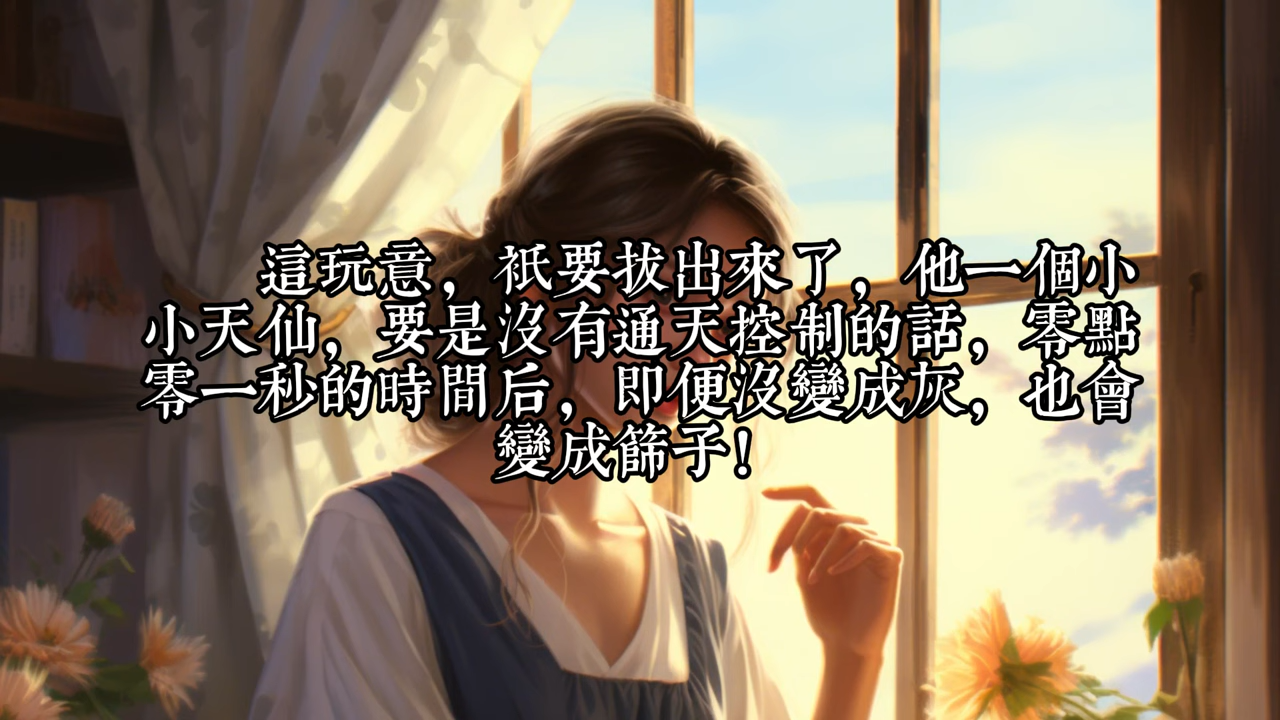 這玩意，衹要拔出來了，他一個小
小天仙，要是沒有通天控制的話，零點
零一秒的時間后，即便沒變成灰，也會
變成篩子！